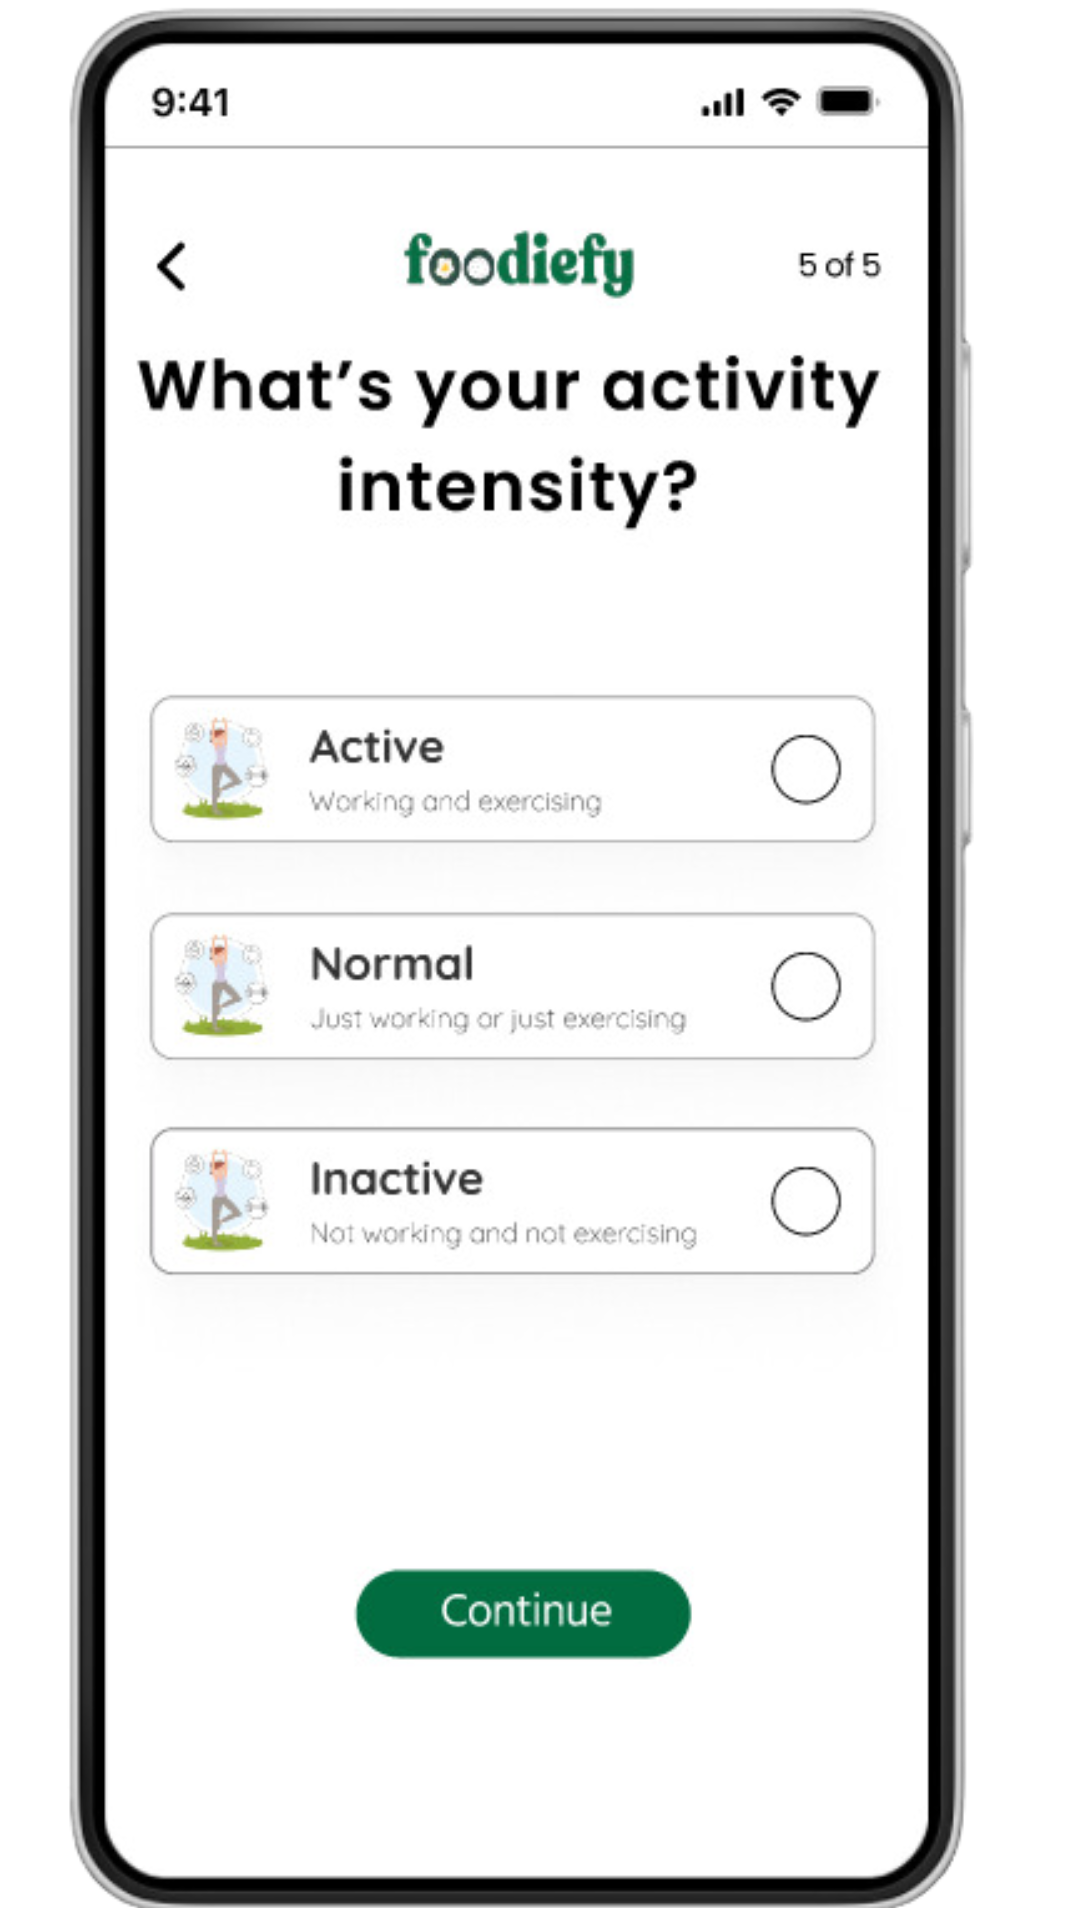 9:41
foodiefy
5 of 5
What’s your activity
intensity?
Active
Working and exercising
Normal
Just working or just exercising
Inactive
Not working and not exercising
Continue